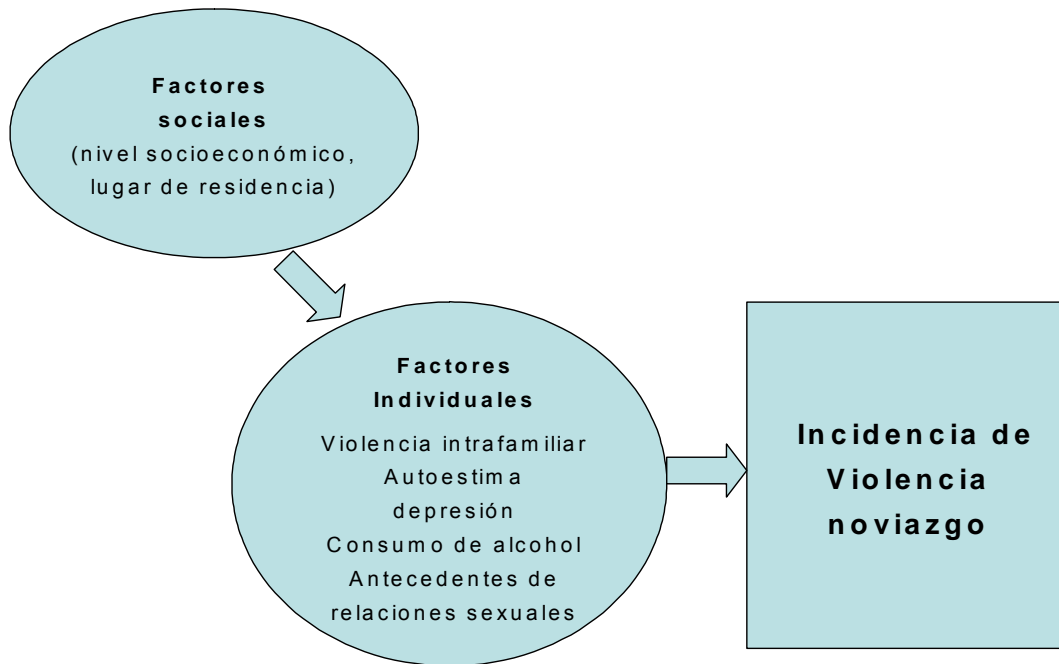 Factores
sociales
(nivel socioeconómico,
lugar de residencia)
Factores
Individuales
Violencia intrafamiliar
Autoestima
depresión
Consumo de alcohol
Antecedentes de
relaciones sexuales
Incidencia de
Violencia
noviazgo